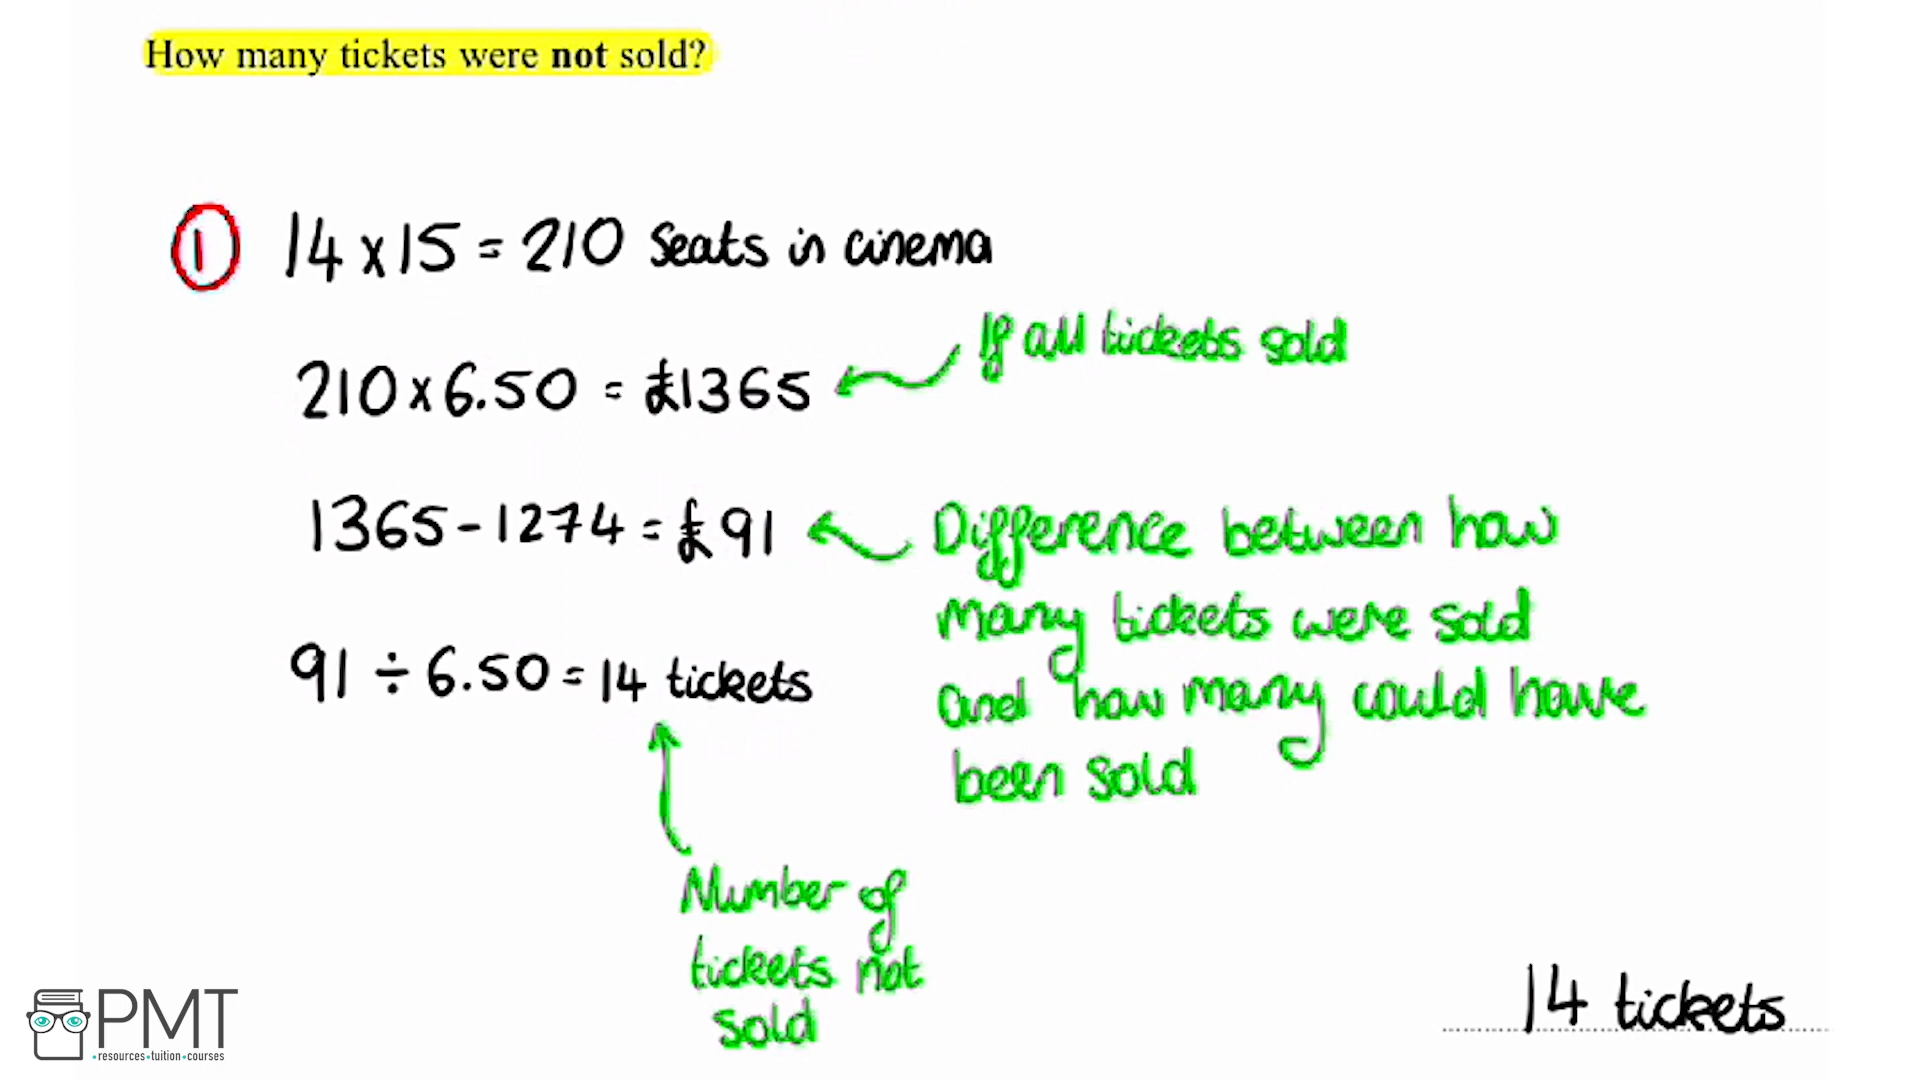 How many tickets were not sold?
1 14 x 15 = 210 seats in cinema
If all tickets sold
210 x 6.50 = £1365
1365 - 1274 = £91
Difference between how
many tickets were sold
and how many could have
been sold
91 ÷ 6.50 = 14 tickets
Number of
tickets not
sold
14 tickets
PMT
•resources•tuition•courses